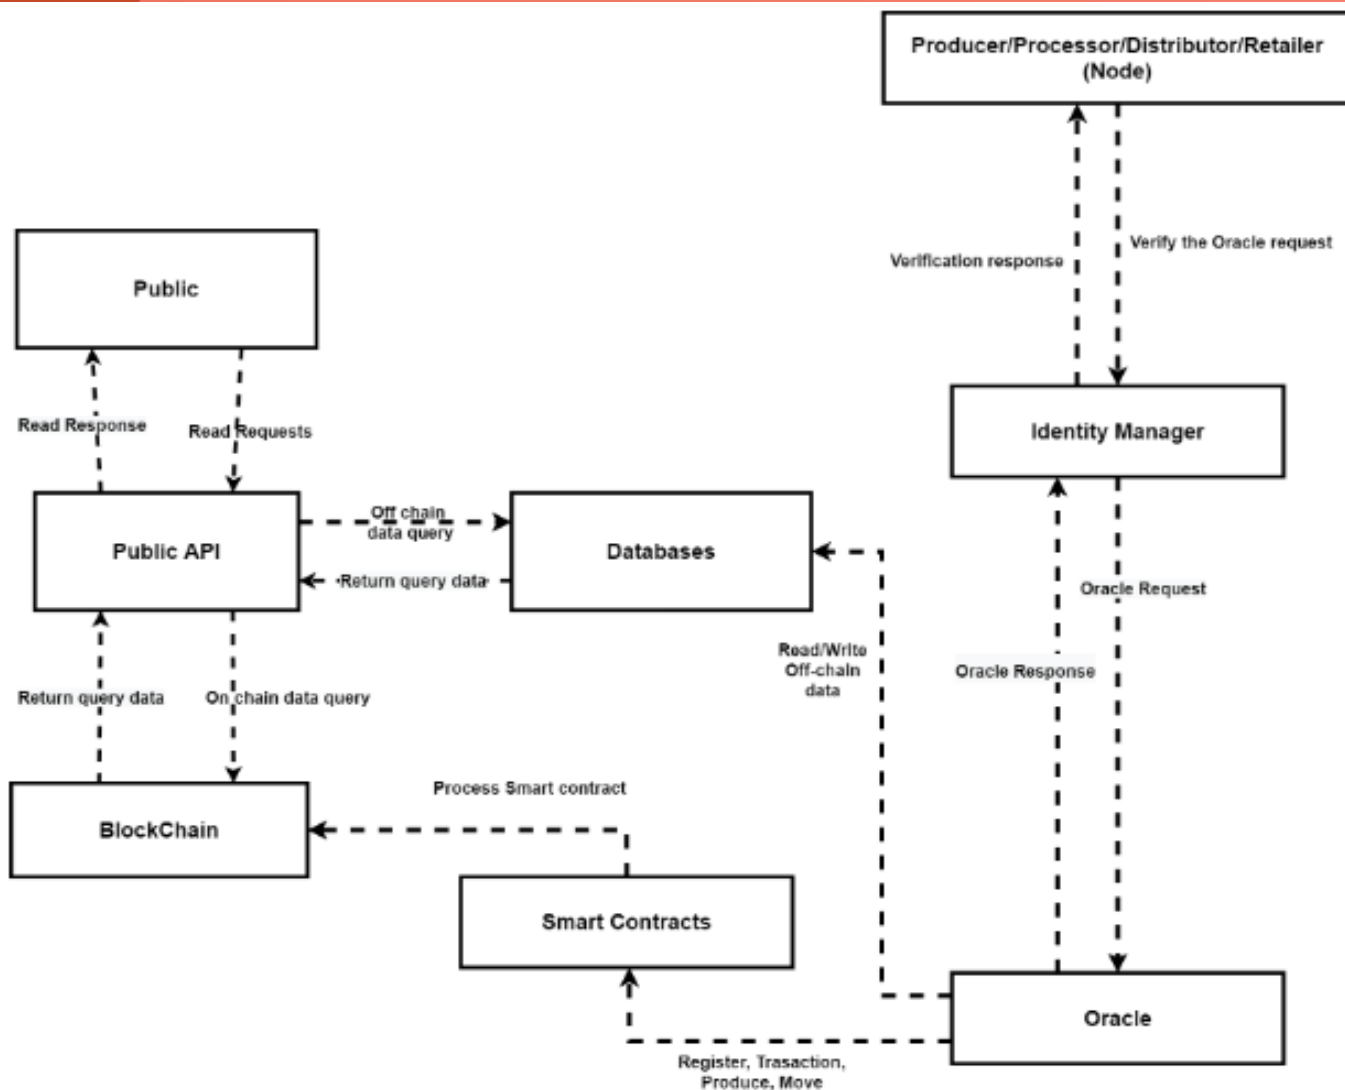 Producer/Processor/Distributor/Retailer
(Node)
Verify the Oracle request
Verification response
Public
Read Response
Read Requests
Identity Manager
Off chain
data query
Public API
Databases
Return query data
Oracle Request
Read/Write
Off-chain
data
Oracle Response
Return query data
On chain data query
Process Smart contract
BlockChain
Smart Contracts
Oracle
Register, Trasaction,
Produce, Move